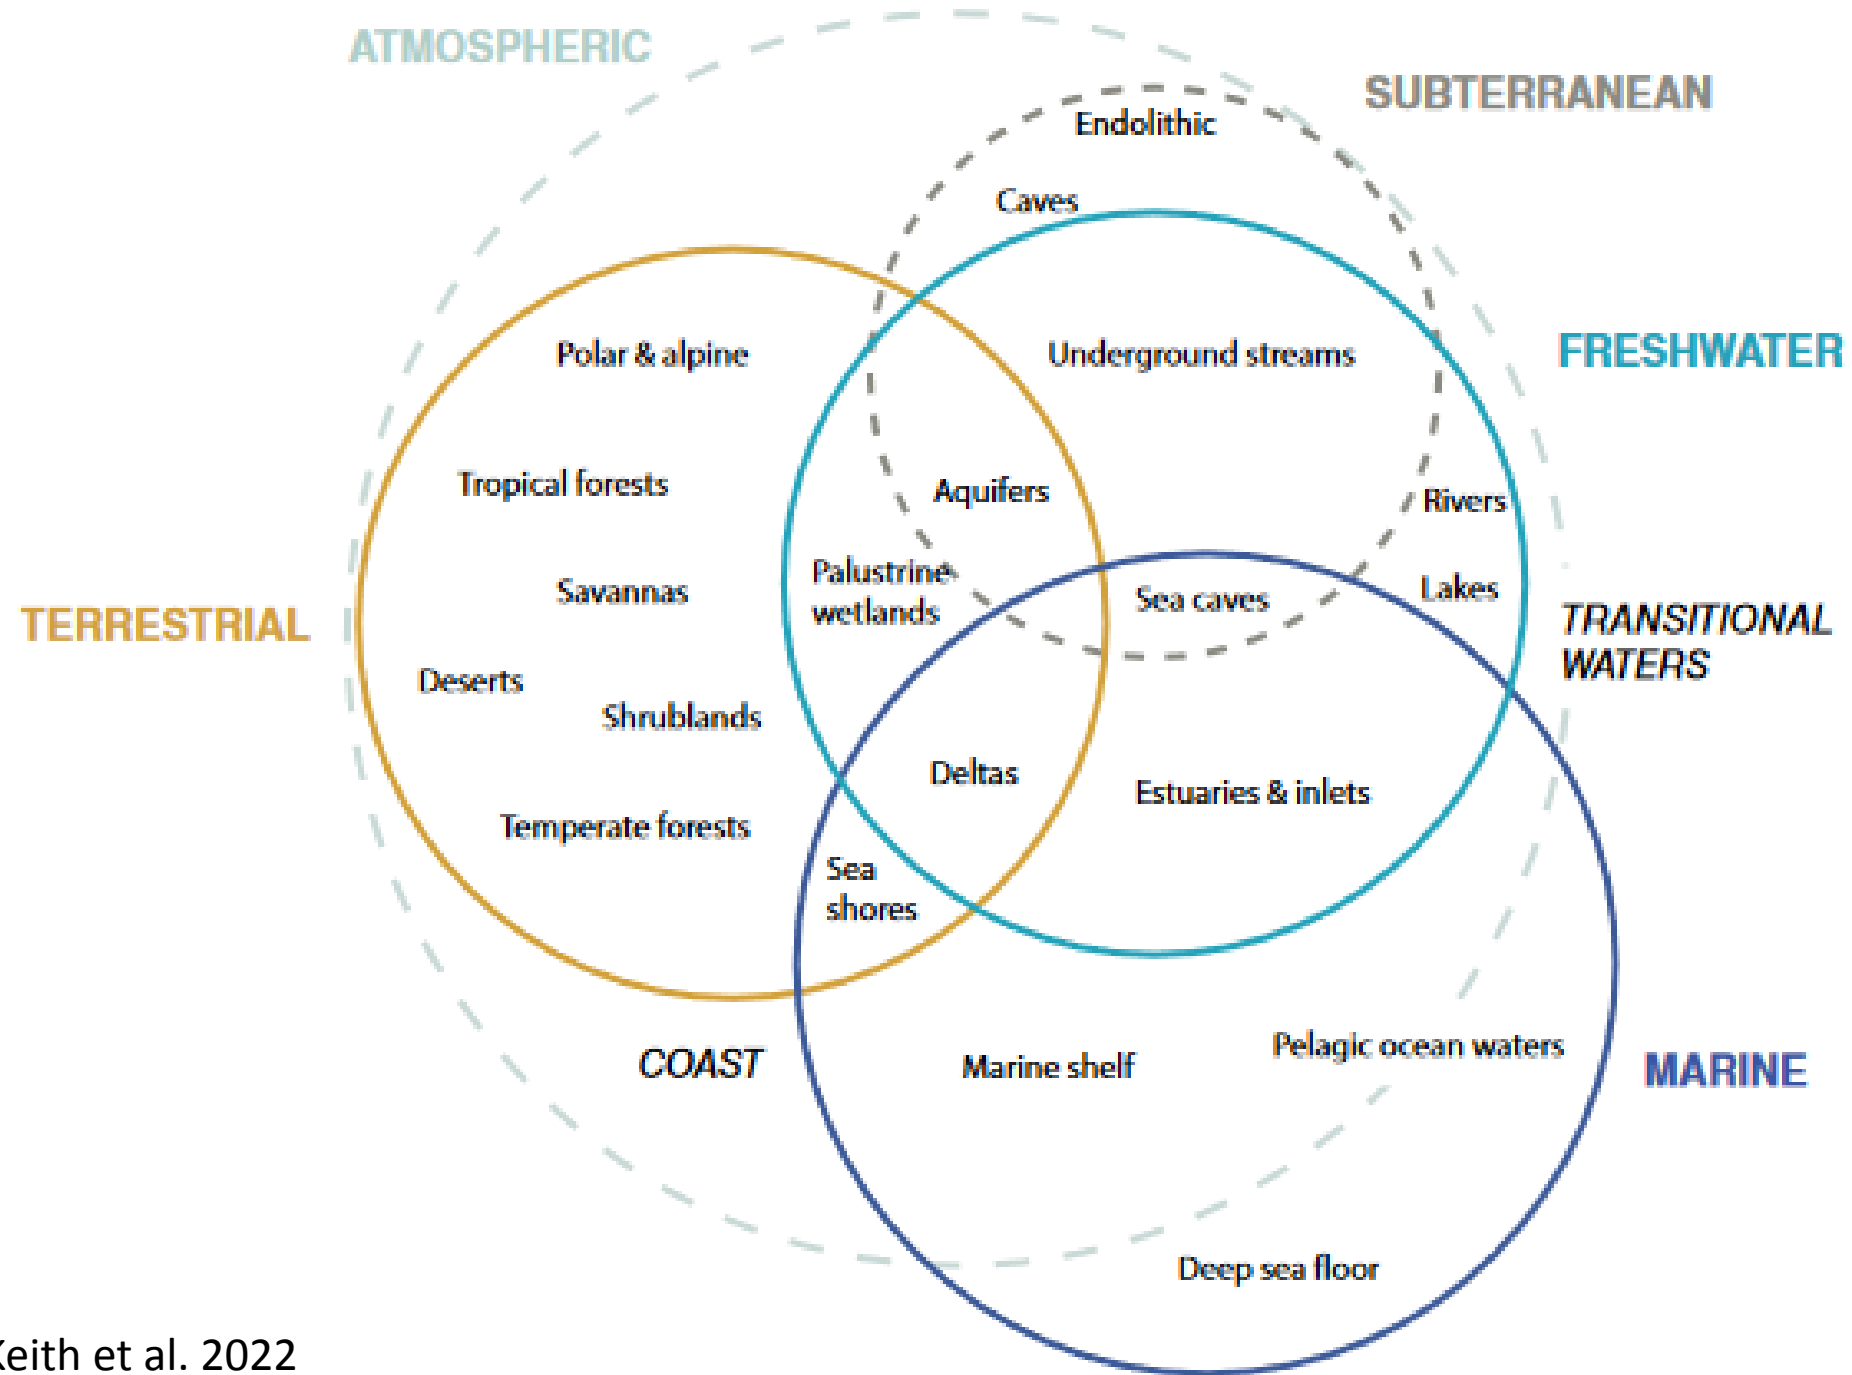 ATMOSPHERIC
SUBTERRANEAN
Endolithic
Caves
FRESHWATER
Polar & alpine
Underground streams
Tropical forests
Aquifers
Rivers
Palustrine
wetlands
Savannas
Sea caves
Lakes
TERRESTRIAL
TRANSITIONAL
WATERS
Deserts
Shrublands
Deltas
Estuaries & inlets
Temperate forests
Sea
shores
COAST
Marine shelf
Pelagic ocean waters
MARINE
Deep sea floor
Keith et al. 2022